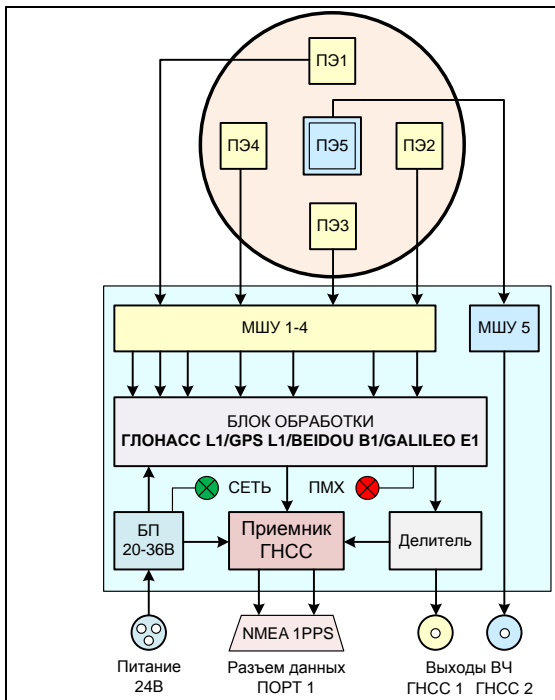 ПЭ1
ПЭ4
ПЭ5
ПЭ2
ПЭ3
МШУ 1-4
МШУ 5
БЛОК ОБРАБОТКИ
ГЛОНАСС L1/GPS L1/BEIDOU B1/GALILEO E1
СЕТЬ
ПМХ
БП
20-36В
Приемник
ГНСС
Делитель
NMEA 1PPS
Питание
24В
Разъем данных
ПОРТ 1
Выходы ВЧ
ГНСС 1 ГНСС 2